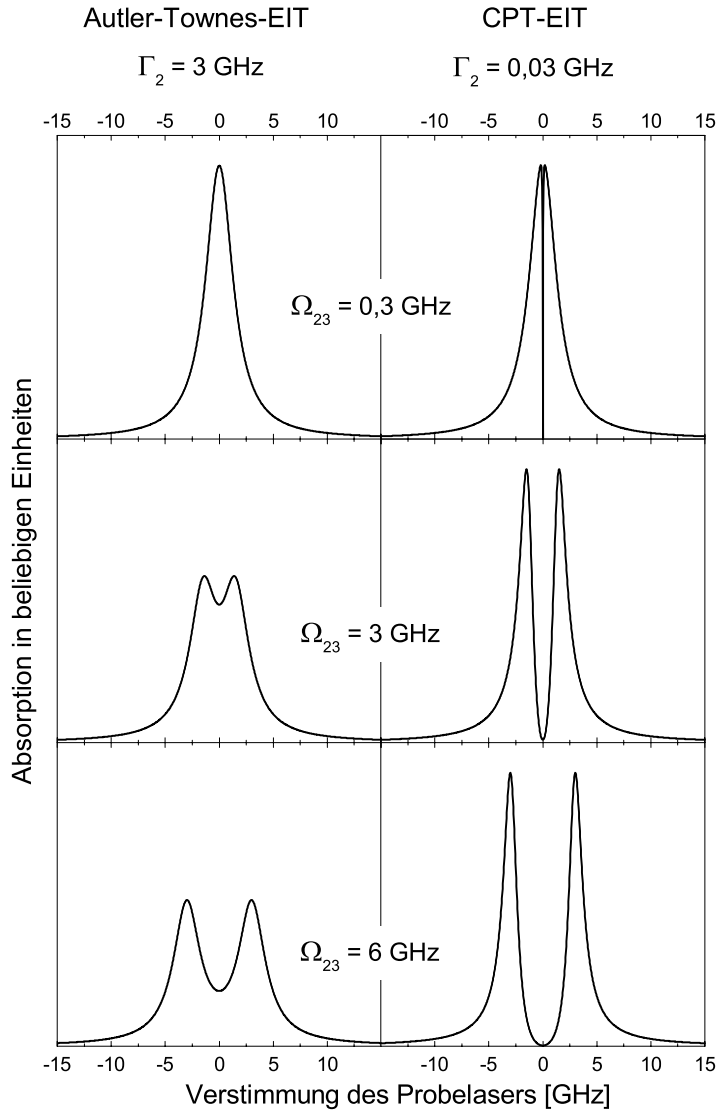 Autler-Townes-EIT CPT-EIT
Γ2 = 3 GHz Γ2 = 0,03 GHz
-15 -10 -5 0 5 10 -10 -5 0 5 10 15
Ω23 = 0,3 GHz
Ω23 = 3 GHz
Ω23 = 6 GHz
Absorption in beliebigen Einheiten
-15 -10 -5 0 5 10 -15 -10 -5 0 5 10 15
Verstimmung des Probelasers [GHz]